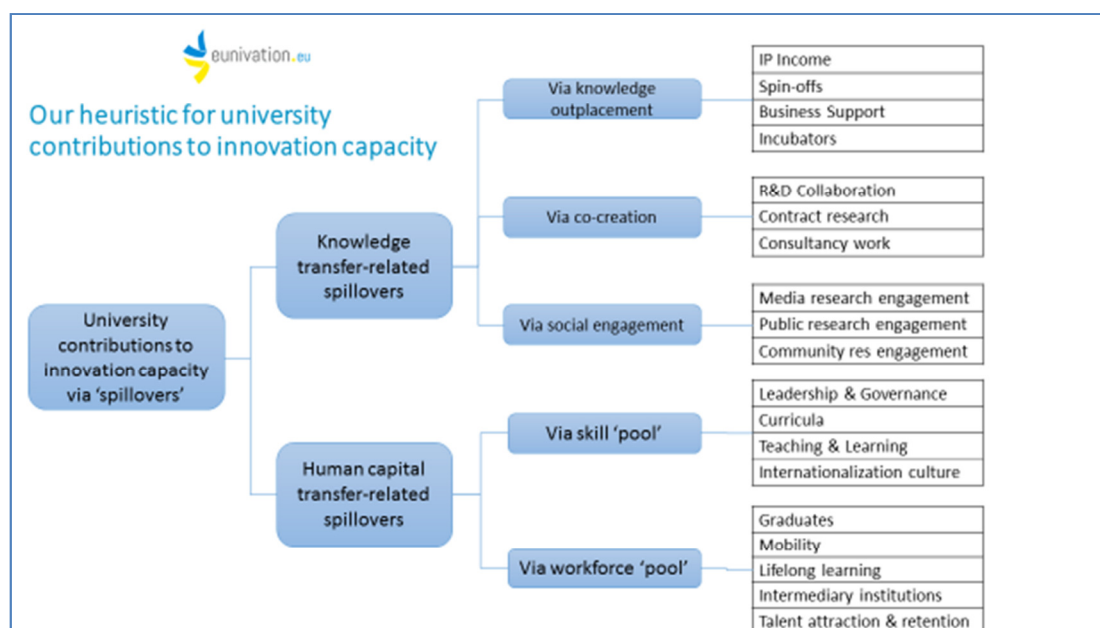 eunivation.eu
Our heuristic for university
contributions to innovation capacity
University
contributions to
innovation capacity
via ‘spillovers’
Knowledge
transfer-related
spillovers
Via knowledge
outplacement
IP Income
Spin-offs
Business Support
Incubators
Via co-creation
R&D Collaboration
Contract research
Consultancy work
Via social engagement
Media research engagement
Public research engagement
Community res engagement
Human capital
transfer-related
spillovers
Via skill ‘pool’
Leadership & Governance
Curricula
Teaching & Learning
Internationalization culture
Via workforce ‘pool’
Graduates
Mobility
Lifelong learning
Intermediary institutions
Talent attraction & retention